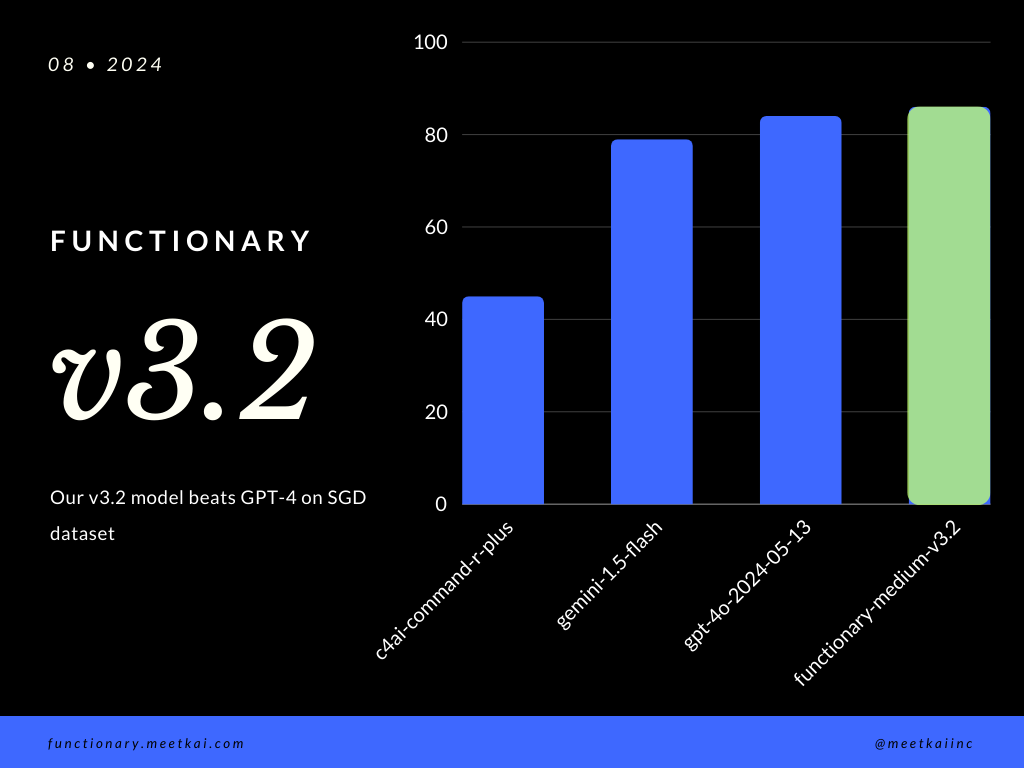 08 • 2024
FUNCTIONARY
v3.2
Our v3.2 model beats GPT-4 on SGD
dataset
100
80
60
40
20
0
c4ai-command-r-plus
gemini-1.5-flash
gpt-4o-2024-05-13
functionary-medium-v3.2
functionary.meetkai.com
@meetkaiinc